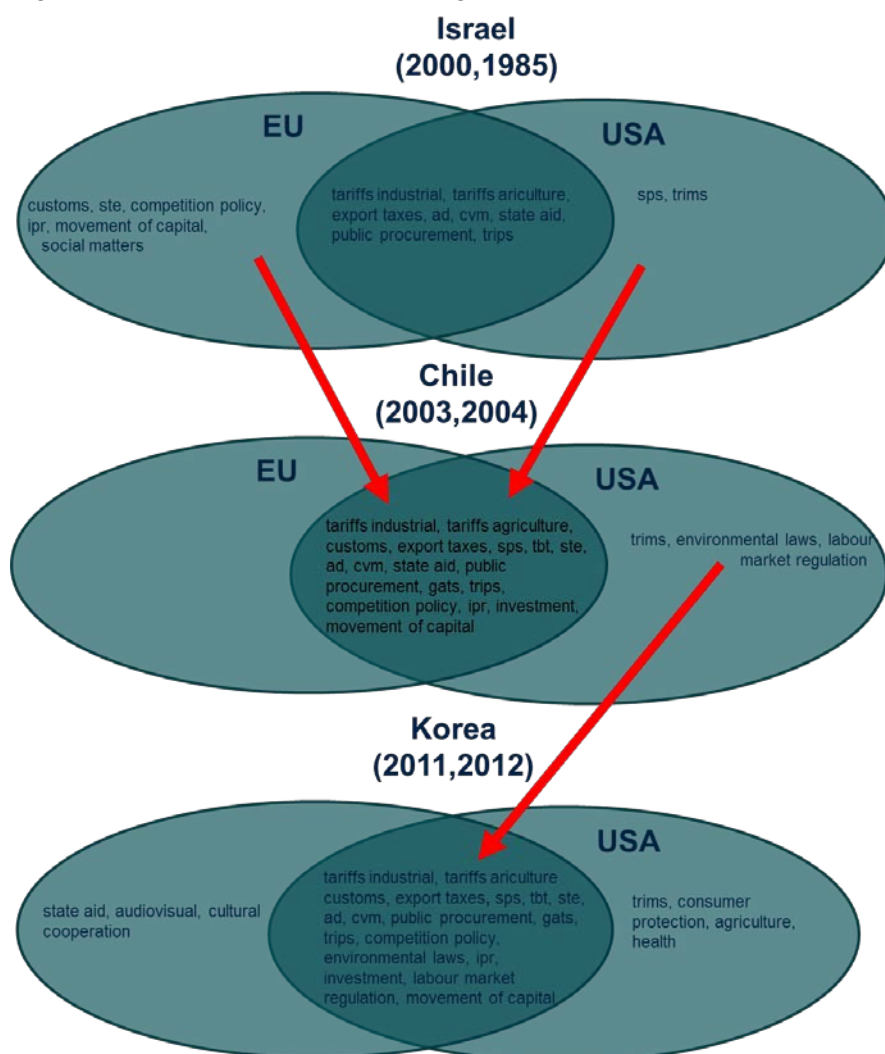 Israel
(2000,1985)
EU
USA
customs, ste, competition policy,
ipr, movement of capital,
social matters
tariffs industrial, tariffs ariculture,
export taxes, ad, cvm, state aid,
public procurement, trips
sps, trims
Chile
(2003,2004)
EU
USA
tariffs industrial, tariffs agriculture,
customs, export taxes, sps, tbt, ste,
ad, cvm, state aid, public
procurement, gats, trips,
competition policy, ipr, investment,
movement of capital
trims, environmental laws, labour
market regulation
Korea
(2011,2012)
USA
state aid, audiovisual, cultural
cooperation
tariffs industrial, tariffs ariculture
customs, export taxes, sps, tbt, ste,
ad, cvm, public procurement, gats,
trips, competition policy,
environmental laws, ipr,
investment, labour market
regulation, movement of capital
trims, consumer
protection, agriculture,
health